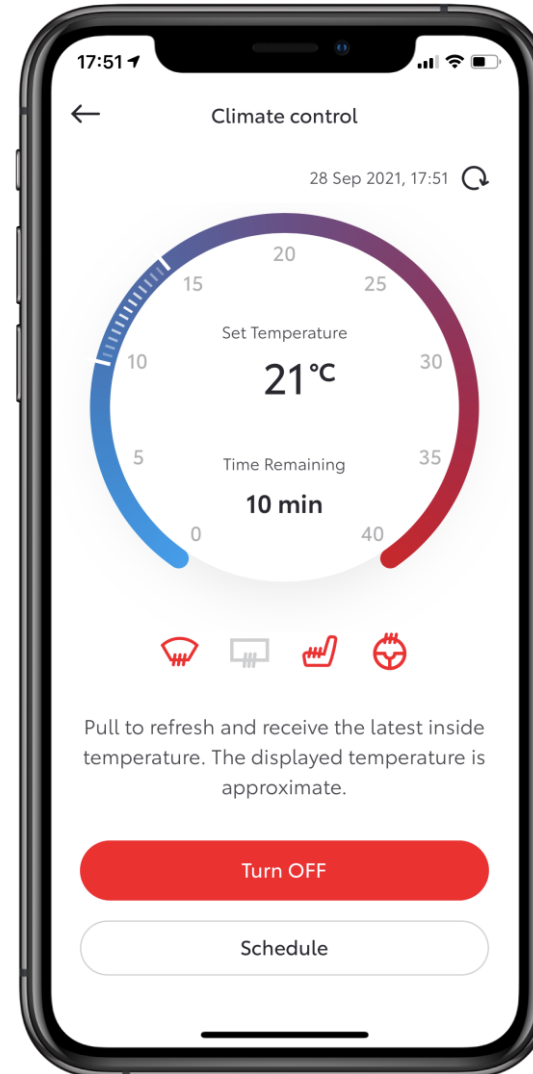 17:51
Climate control
28 Sep 2021, 17:51
20
15
25
Set Temperature
10
21°C
30
5
Time Remaining
35
10 min
0
40
Pull to refresh and receive the latest inside
temperature. The displayed temperature is
approximate.
Turn OFF
Schedule